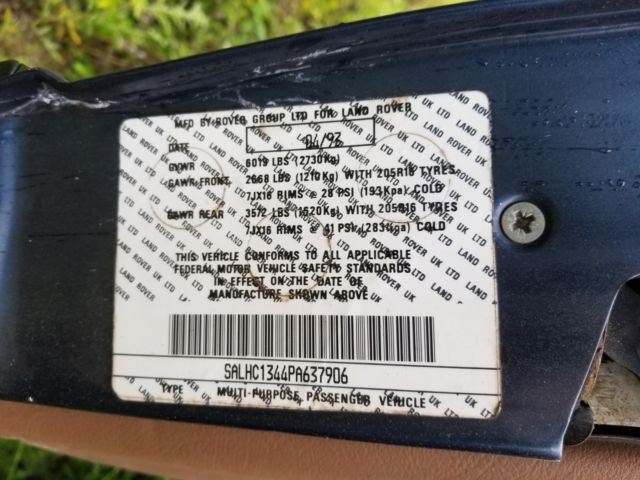 MFD BY ROVER GROUP LTD FOR LAND ROVER
DATE 04/93
GVWR 6019 LBS (2730Kg)
GAWR FRONT 2668 LBS (1210Kg) WITH 205R16 TYRES
7JX16 RIMS @ 28 PSI (193Kpa) COLD
GAWR REAR 3572 LBS (1620Kg) WITH 205R16 TYRES
7JX16 RIMS @ 41 PSI (283Kpa) COLD
THIS VEHICLE CONFORMS TO ALL APPLICABLE
FEDERAL MOTOR VEHICLE SAFETY STANDARDS
IN EFFECT ON THE DATE OF
MANUFACTURE SHOWN ABOVE
SALHC1344PA637906
TYPE MULTI-PURPOSE PASSENGER VEHICLE